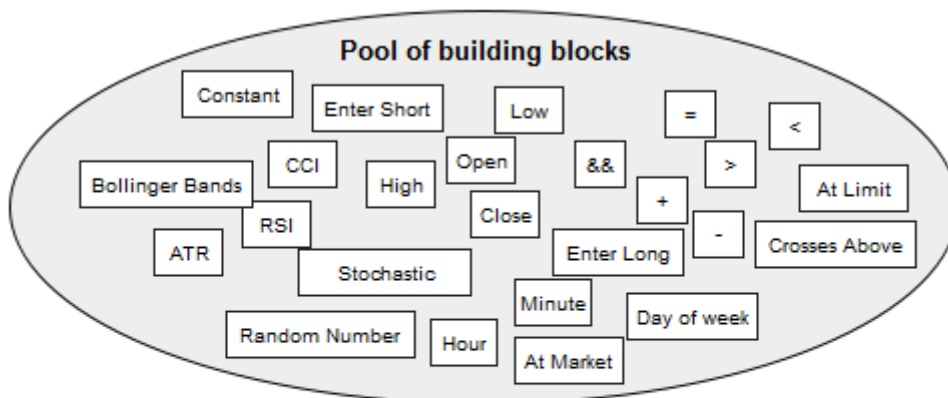 Pool of building blocks
Constant
Enter Short
Low
=
<
CCI
Open
&&
>
Bollinger Bands
High
At Limit
RSI
Close
+
-
ATR
Stochastic
Enter Long
Crosses Above
Minute
Day of week
Random Number
Hour
At Market